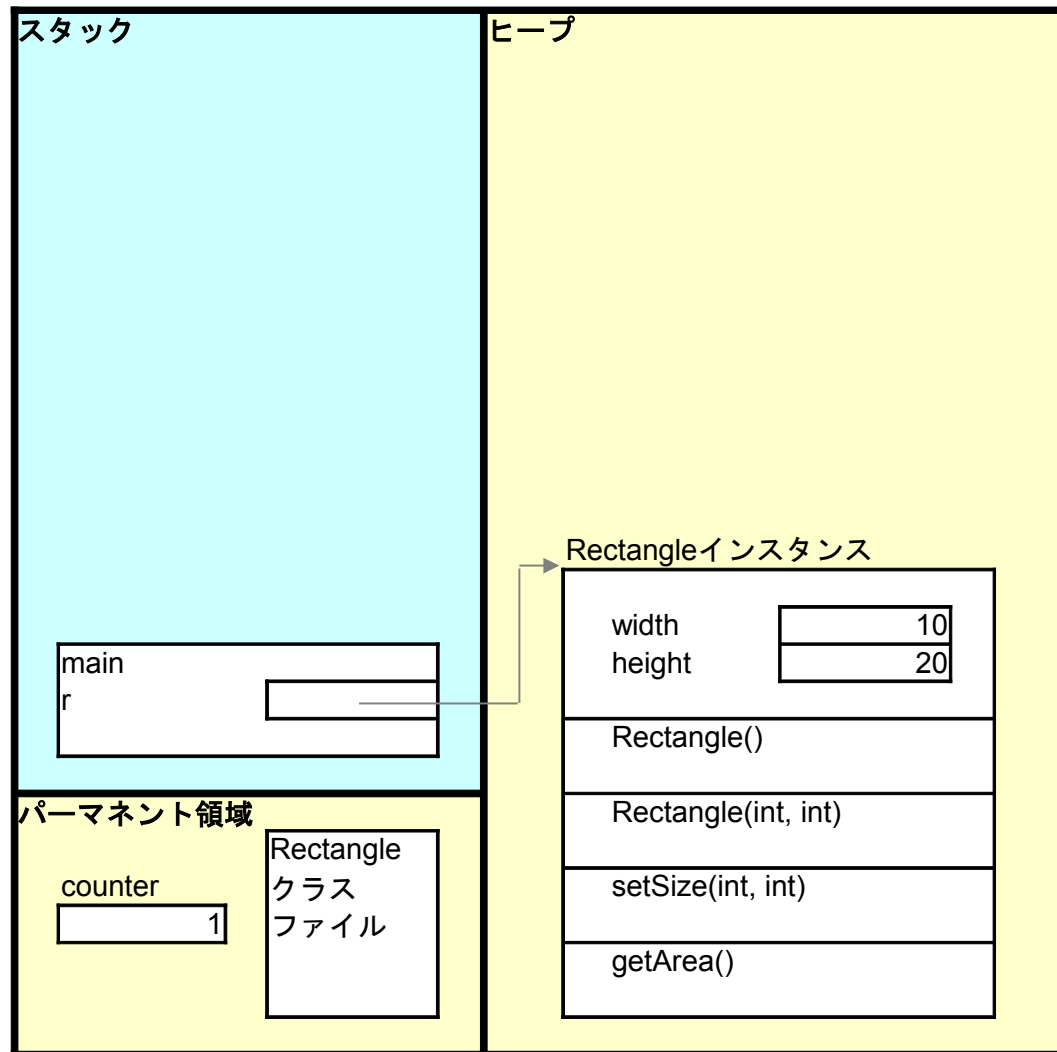 スタック
ヒープ
Rectangleインスタンス
width 10
height 20
main
r
Rectangle()
Rectangle(int, int)
setSize(int, int)
getArea()
パーマネント領域
counter
1
Rectangle
クラス
ファイル